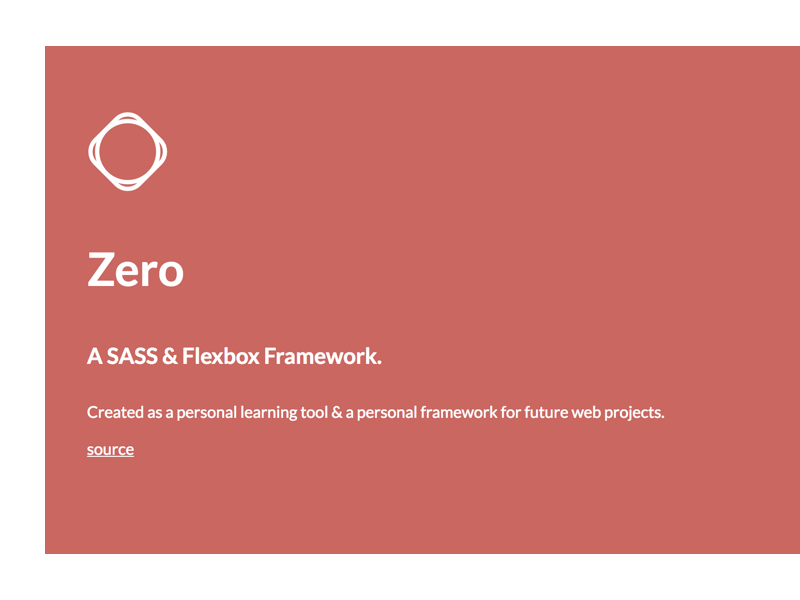 Zero
A SASS & Flexbox Framework.
Created as a personal learning tool & a personal framework for future web projects.
source